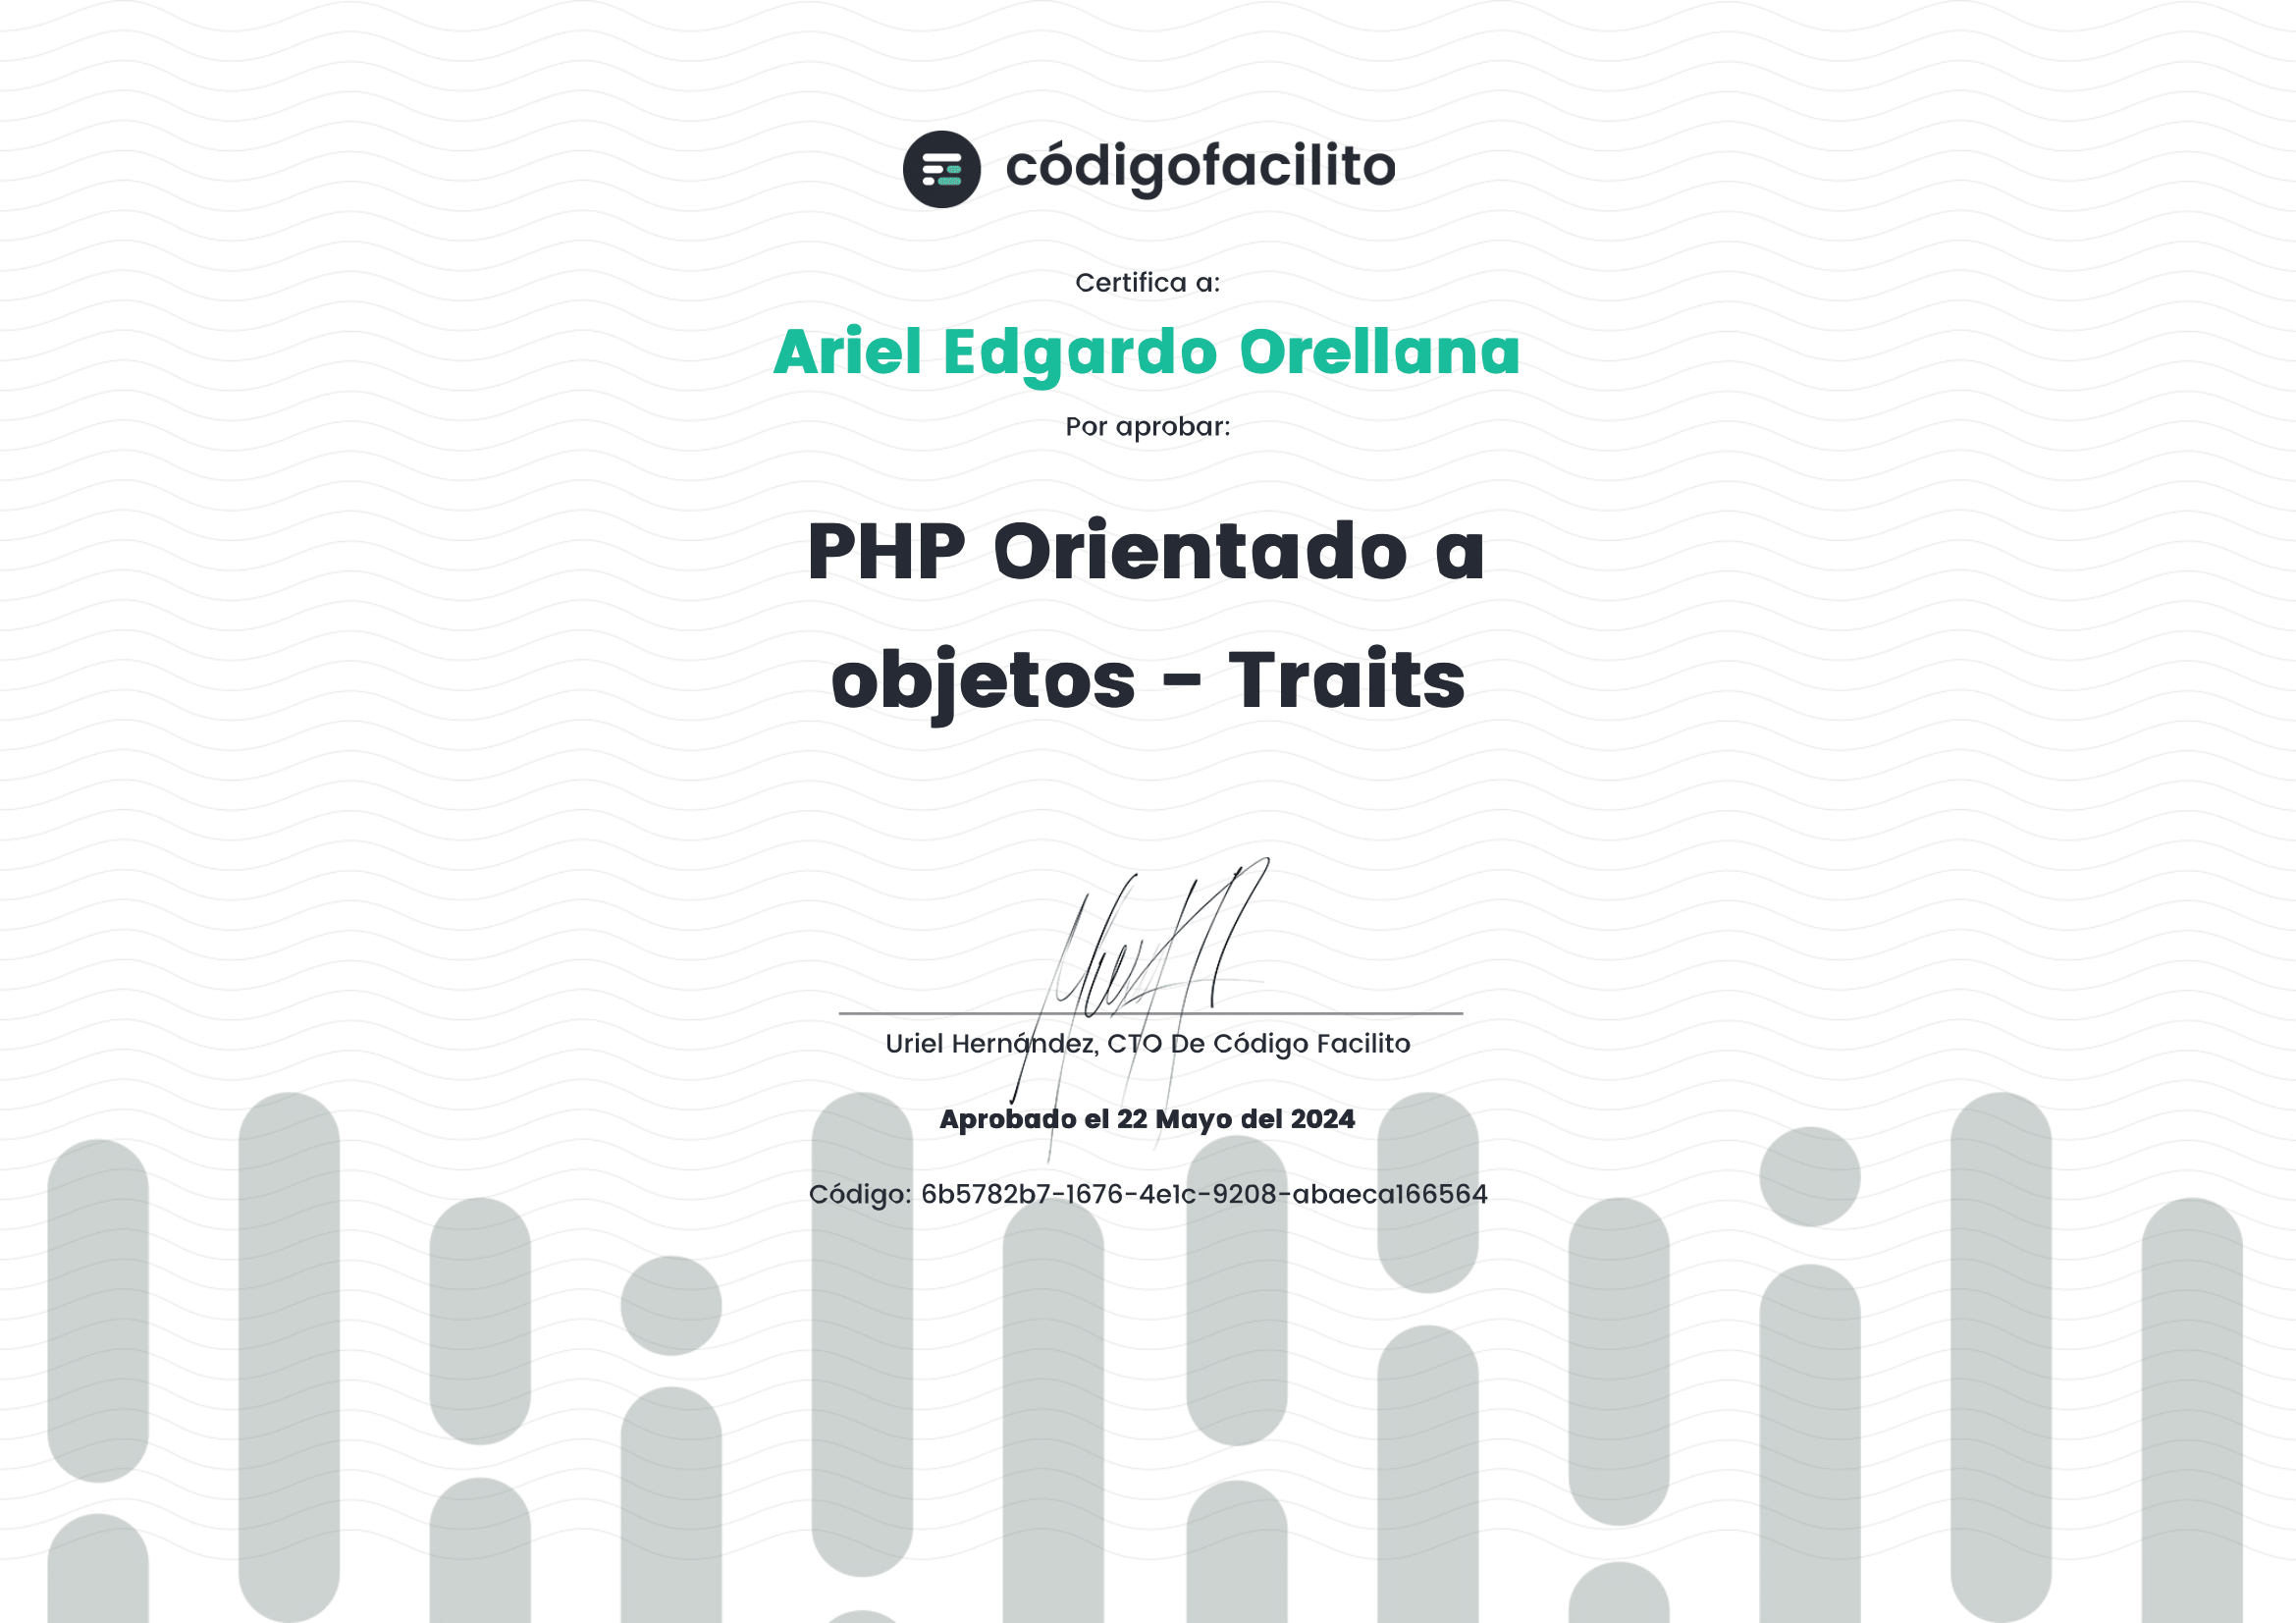 códigofacilito
Certifica a:
Ariel Edgardo Orellana
Por aprobar:
PHP Orientado a
objetos - Traits
Uriel Hernández, CTO De Código Facilito
Aprobado el 22 Mayo del 2024
Código: 6b5782b7-1676-4e1c-9208-abaeca166564